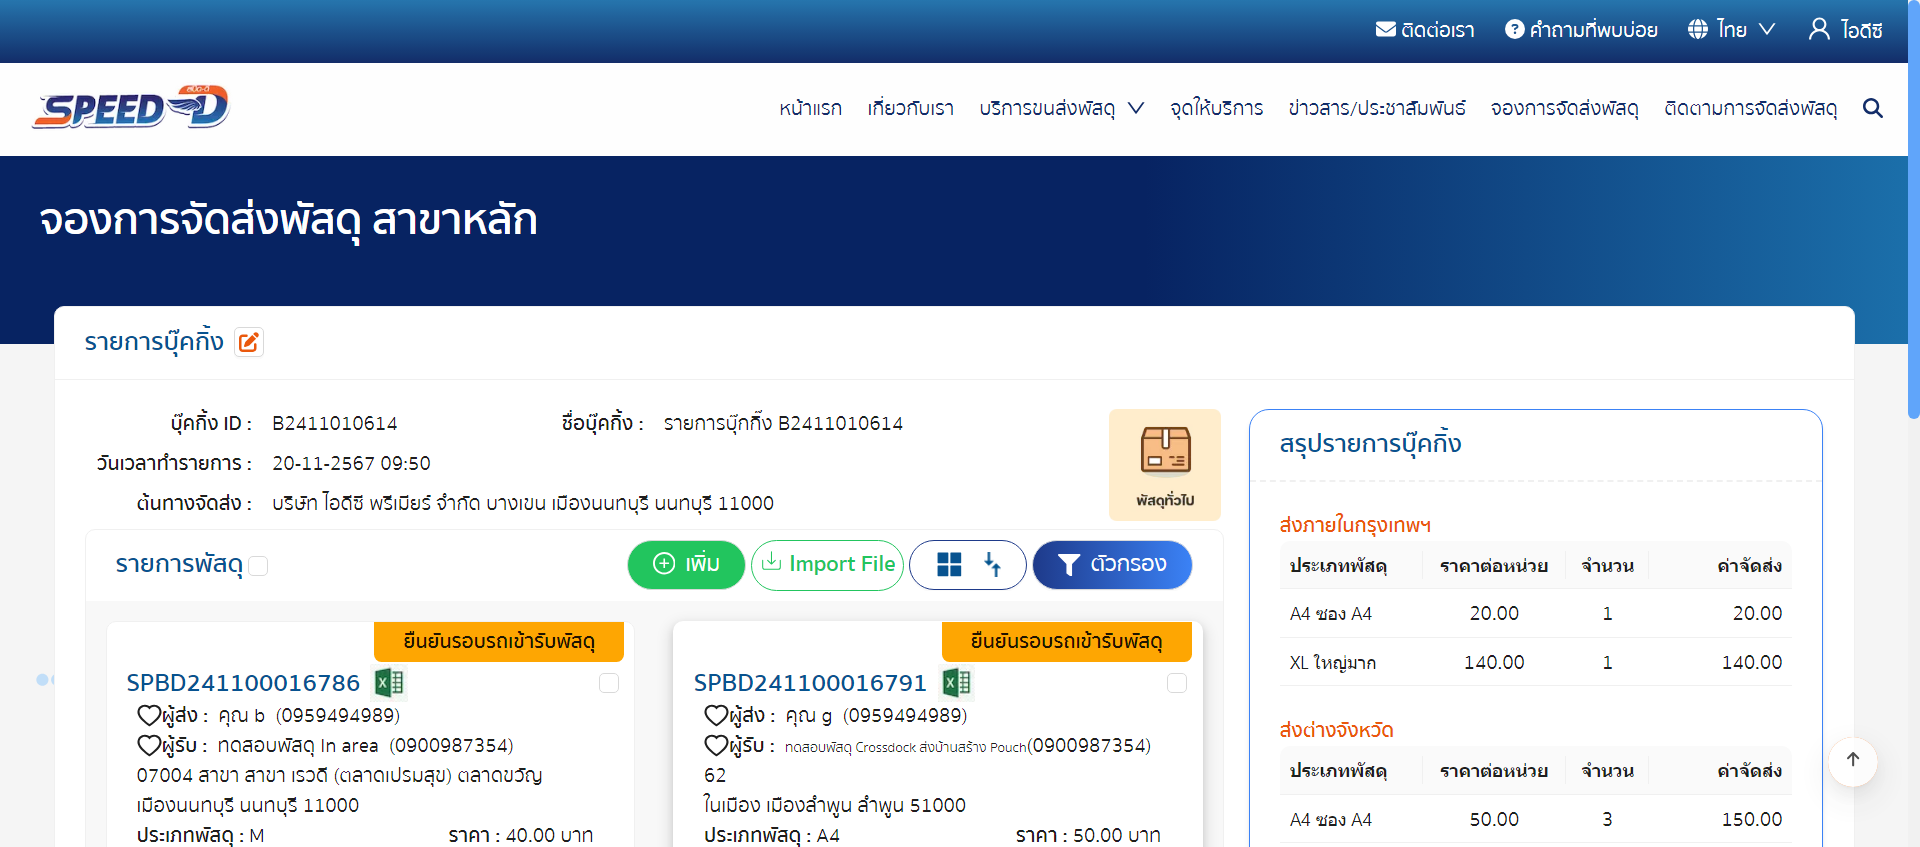 ติดต่อเรา คำถามที่พบบ่อย ไทย ไอดีซี
สปีด-ดี
SPEED-D
หน้าแรก เกี่ยวกับเรา บริการขนส่งพัสดุ จุดให้บริการ ข่าวสาร/ประชาสัมพันธ์ จองการจัดส่งพัสดุ ติดตามการจัดส่งพัสดุ
จองการจัดส่งพัสดุ สาขาหลัก
รายการบุ๊คกิ้ง
บุ๊คกิ้ง ID : B2411010614 ชื่อบุ๊คกิ้ง : รายการบุ๊กกิ๊ง B2411010614
วันเวลาทำรายการ : 20-11-2567 09:50
ต้นทางจัดส่ง : บริษัท ไอดีซี พรีเมียร์ จำกัด บางเขน เมืองนนทบุรี นนทบุรี 11000
พัสดุทั่วไป
รายการพัสดุ เพิ่ม Import File ตัวกรอง
ยืนยันรอบรถเข้ารับพัสดุ
SPBD241100016786
ผู้ส่ง : คุณ b (0959494989)
ผู้รับ : ทดสอบพัสดุ In area (0900987354)
07004 สาขา สาขา เรวดี (ตลาดเปรมสุข) ตลาดขวัญ
เมืองนนทบุรี นนทบุรี 11000
ประเภทพัสดุ : M ราคา : 40.00 บาท
ยืนยันรอบรถเข้ารับพัสดุ
SPBD241100016791
ผู้ส่ง : คุณ g (0959494989)
ผู้รับ : ทดสอบพัสดุ Crossdock ส่งบ้านสร้าง Pouch(0900987354)
62
ในเมือง เมืองลำพูน ลำพูน 51000
ประเภทพัสดุ : A4 ราคา : 50.00 บาท
สรุปรายการบุ๊คกิ้ง
ส่งภายในกรุงเทพฯ
ประเภทพัสดุ ราคาต่อหน่วย จำนวน ค่าจัดส่ง
A4 ซอง A4 20.00 1 20.00
XL ใหญ่มาก 140.00 1 140.00
ส่งต่างจังหวัด
ประเภทพัสดุ ราคาต่อหน่วย จำนวน ค่าจัดส่ง
A4 ซอง A4 50.00 3 150.00